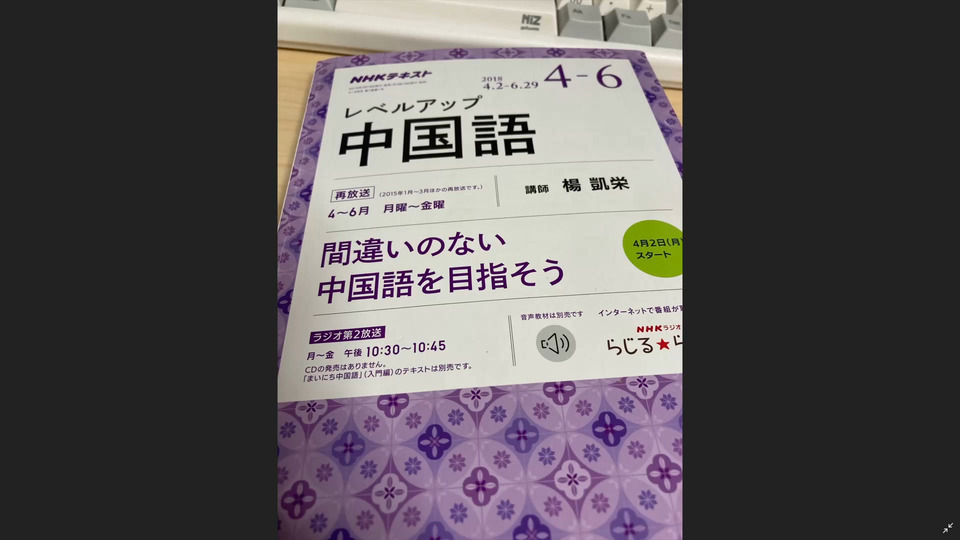 NiZ
NHKテキスト
2018
4.2-6.29
4-6
レベルアップ
中国語
再放送
(2015年1月〜3月ほかの再放送です。)
4〜6月 月曜〜金曜
講師 楊 凱栄
間違いのない
中国語を目指そう
4月2日(月)
スタート
ラジオ第2放送
月〜金 午後10:30〜10:45
CDの発売はありません。
「まいにち中国語」(入門編)のテキストは別売です。
音声教材は別売です
インターネットで番組が
NHKラジオ
らじる★